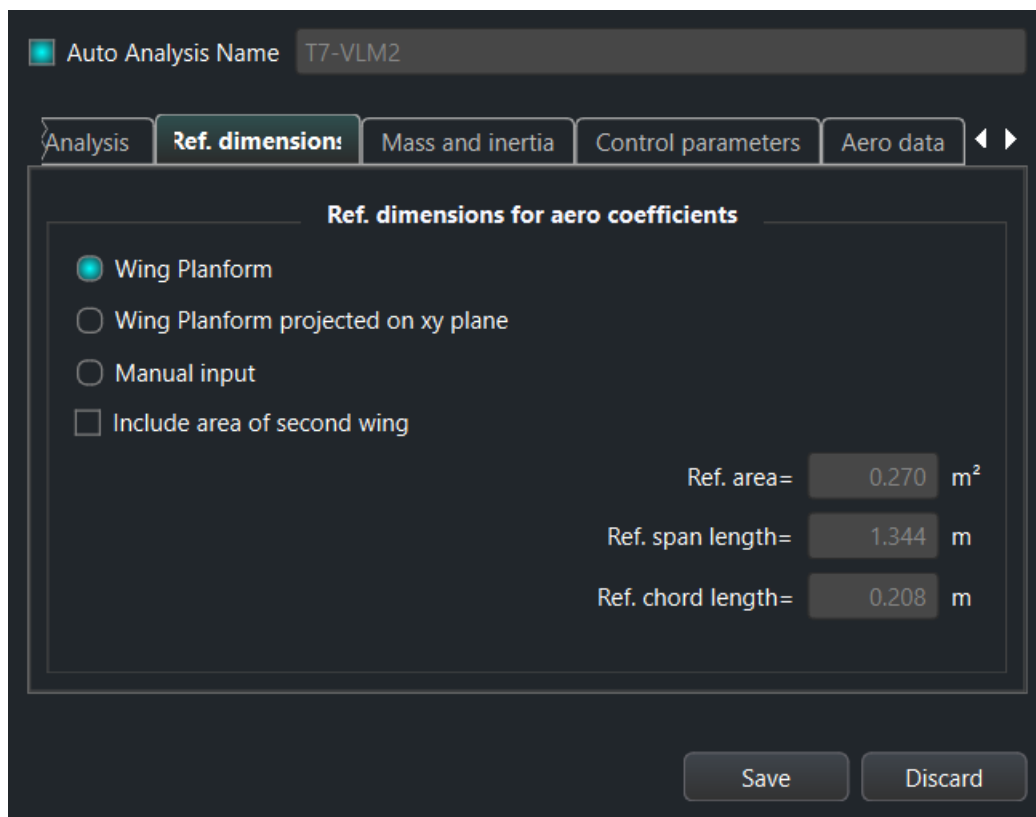 Auto Analysis Name T7-VLM2
Analysis Ref. dimensions Mass and inertia Control parameters Aero data
Ref. dimensions for aero coefficients
Wing Planform
Wing Planform projected on xy plane
Manual input
Include area of second wing
Ref. area= 0.270 m²
Ref. span length= 1.344 m
Ref. chord length= 0.208 m
Save Discard